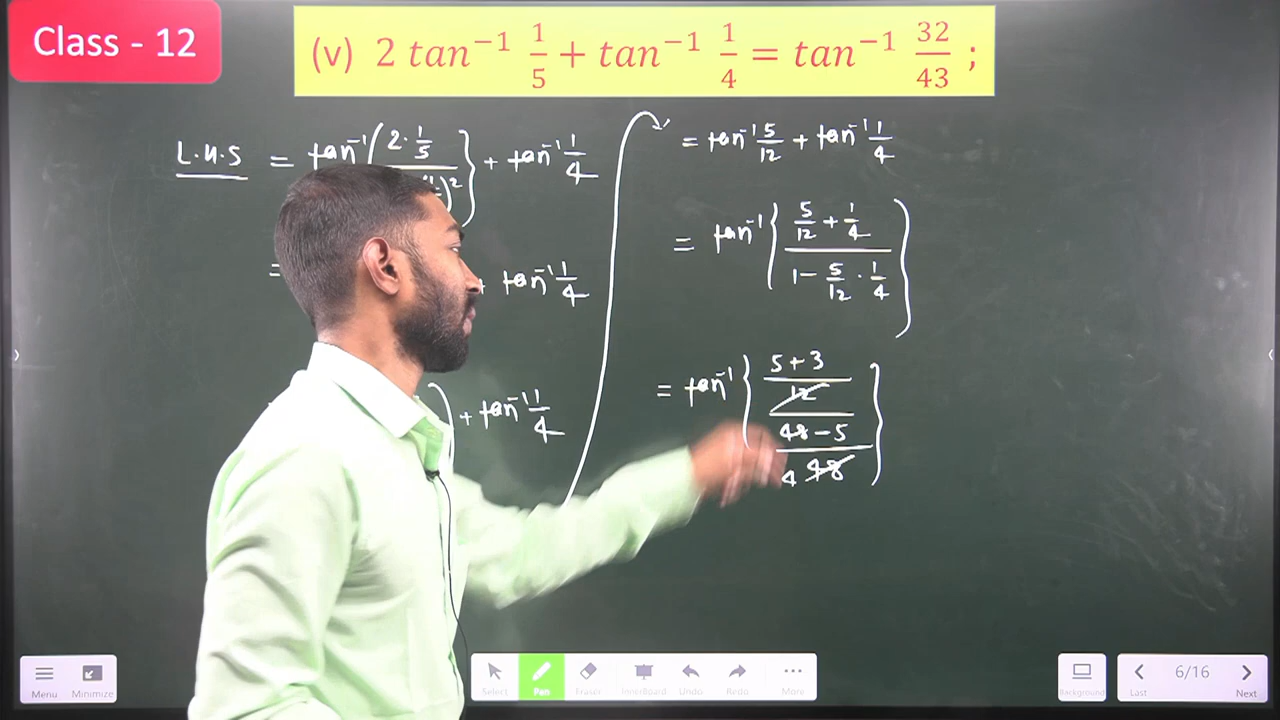 Class - 12
(v) 2 tan⁻¹ 1/5 + tan⁻¹ 1/4 = tan⁻¹ 32/43 ;
L.H.S = tan⁻¹{ 2·1/5 )² } + tan⁻¹ 1/4
= + tan⁻¹ 1/4
+ tan⁻¹ 1/4
= tan⁻¹ 5/12 + tan⁻¹ 1/4
= tan⁻¹ { (5/12 + 1/4) / (1 - 5/12 · 1/4) }
= tan⁻¹ { ((5 + 3)/12) / ((48 - 5)/48) }
4
Menu
Minimize
Select
Pen
Eraser
InnerBoard
Undo
Redo
More
Background
Last
6/16
Next